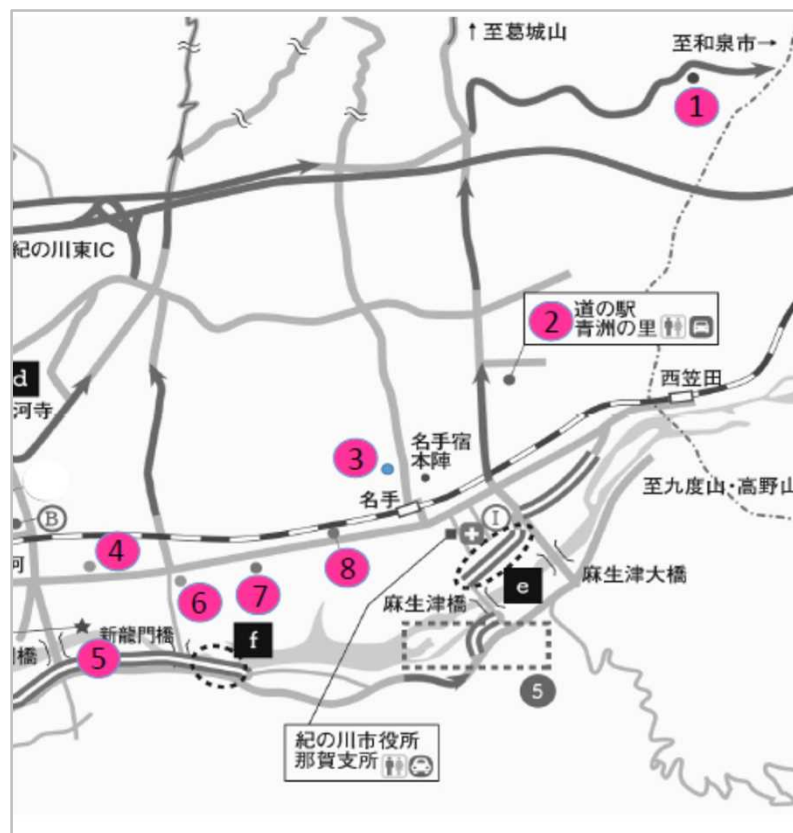 ↑至葛城山
至和泉市→
1
紀の川東IC
2
道の駅
青洲の里
d
河寺
西笠田
名手宿
本陣
3
名手
至九度山・高野山
B
I
4
8
河
6
7
e
麻生津大橋
麻生津橋
新龍門橋
f
橋
5
5
紀の川市役所
那賀支所